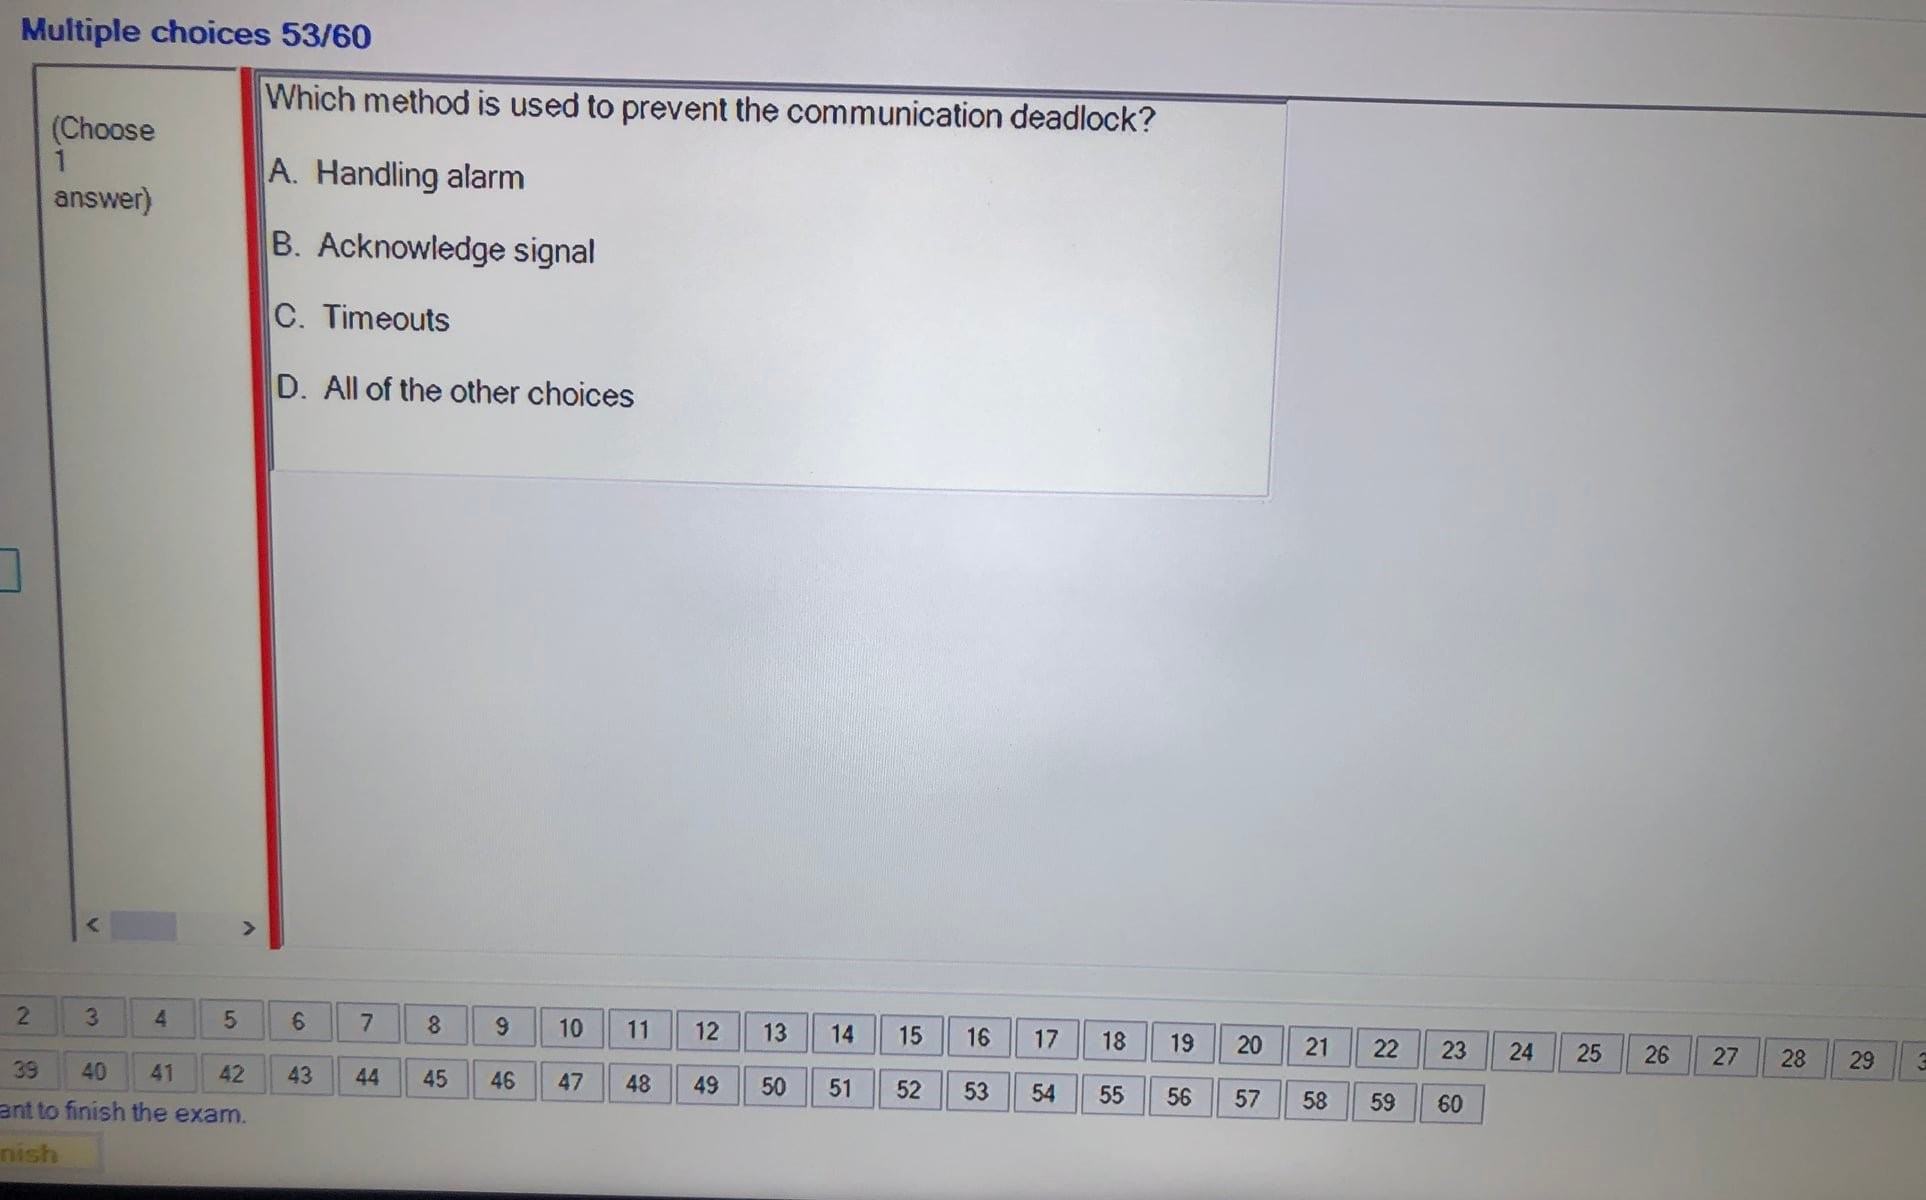 Multiple choices 53/60
(Choose
1
answer)
Which method is used to prevent the communication deadlock?
A. Handling alarm
B. Acknowledge signal
C. Timeouts
D. All of the other choices
< >
2 3 4 5 6 7 8 9 10 11 12 13 14 15 16 17 18 19 20 21 22 23 24 25 26 27 28 29 3
39 40 41 42 43 44 45 46 47 48 49 50 51 52 53 54 55 56 57 58 59 60
ant to finish the exam.
nish